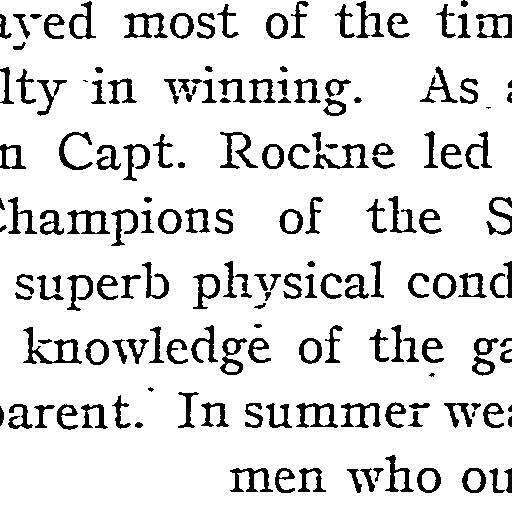 ayed most of the tim
lty in winning. As a
n Capt. Rockne led
Champions of the S
superb physical cond
knowledge of the ga
parent. In summer wea
men who ou